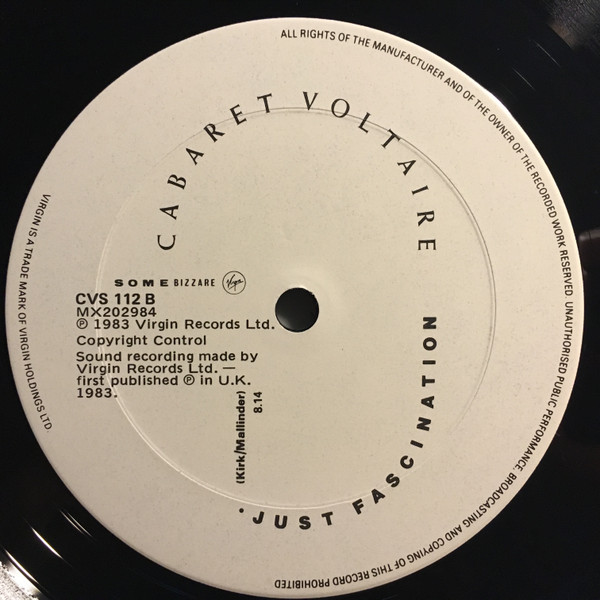 ALL RIGHTS OF THE MANUFACTURER AND OF THE OWNER OF THE RECORDED WORK RESERVED. UNAUTHORISED PUBLIC PERFORMANCE, BROADCASTING AND COPYING OF THIS RECORD PROHIBITED
CABARET VOLTAIRE
SOME BIZZARE Virgin
CVS 112 B
MX202984
℗ 1983 Virgin Records Ltd.
Copyright Control
Sound recording made by
Virgin Records Ltd. —
first published ℗ in U.K.
1983.
(Kirk/Mallinder)
8.14
. JUST FASCINATION
VIRGIN IS A TRADE MARK OF VIRGIN HOLDINGS LTD.